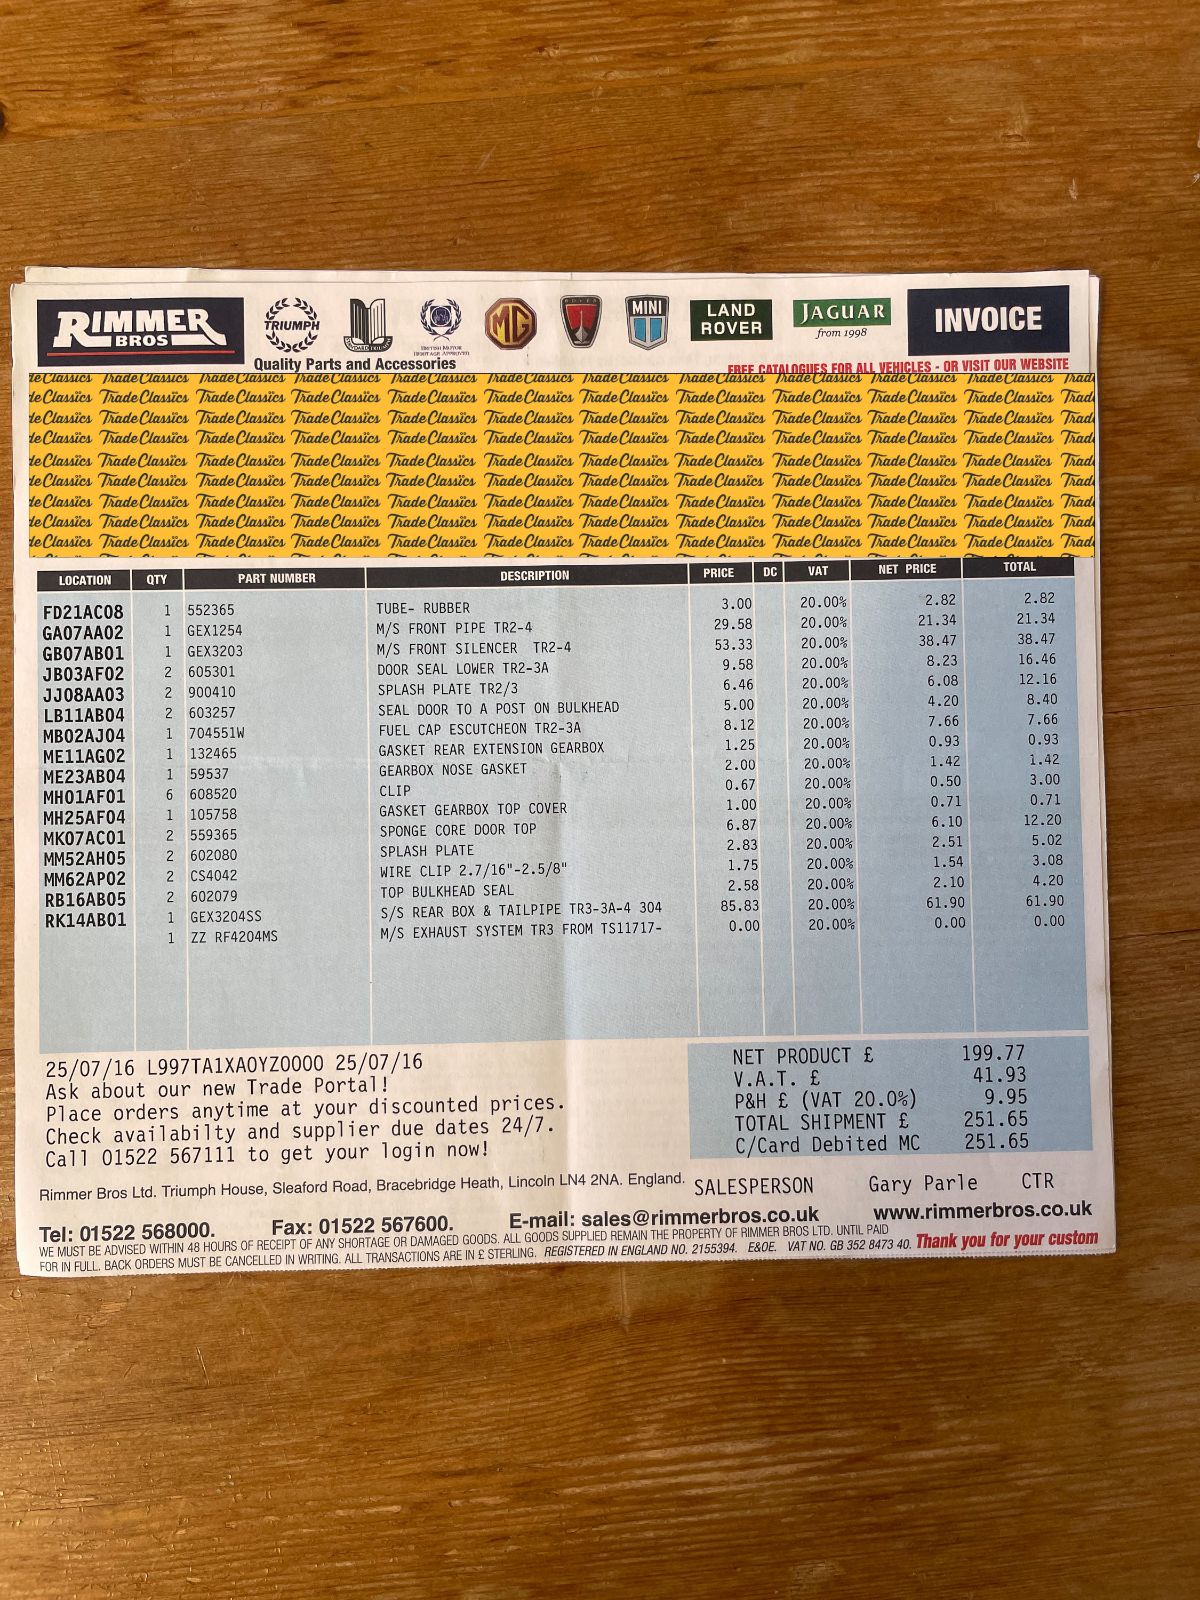 RIMMER BROS
TRIUMPH
STANDARD TRIUMPH
BRITISH MOTOR HERITAGE APPROVED
MG
ROVER
MINI
LAND ROVER
JAGUAR
from 1998
INVOICE
Quality Parts and Accessories
FREE CATALOGUES FOR ALL VEHICLES - OR VISIT OUR WEBSITE
Trade Classics
LOCATION QTY PART NUMBER DESCRIPTION PRICE DC VAT NET PRICE TOTAL
FD21AC08 1 552365 TUBE- RUBBER 3.00 20.00% 2.82 2.82
GA07AA02 1 GEX1254 M/S FRONT PIPE TR2-4 29.58 20.00% 21.34 21.34
GB07AB01 1 GEX3203 M/S FRONT SILENCER TR2-4 53.33 20.00% 38.47 38.47
JB03AF02 2 605301 DOOR SEAL LOWER TR2-3A 9.58 20.00% 8.23 16.46
JJ08AA03 2 900410 SPLASH PLATE TR2/3 6.46 20.00% 6.08 12.16
LB11AB04 2 603257 SEAL DOOR TO A POST ON BULKHEAD 5.00 20.00% 4.20 8.40
MB02AJ04 1 704551W FUEL CAP ESCUTCHEON TR2-3A 8.12 20.00% 7.66 7.66
ME11AG02 1 132465 GASKET REAR EXTENSION GEARBOX 1.25 20.00% 0.93 0.93
ME23AB04 1 59537 GEARBOX NOSE GASKET 2.00 20.00% 1.42 1.42
MH01AF01 6 608520 CLIP 0.67 20.00% 0.50 3.00
MH25AF04 1 105758 GASKET GEARBOX TOP COVER 1.00 20.00% 0.71 0.71
MK07AC01 2 559365 SPONGE CORE DOOR TOP 6.87 20.00% 6.10 12.20
MM52AH05 2 602080 SPLASH PLATE 2.83 20.00% 2.51 5.02
MM62AP02 2 CS4042 WIRE CLIP 2.7/16"-2.5/8" 1.75 20.00% 1.54 3.08
RB16AB05 2 602079 TOP BULKHEAD SEAL 2.58 20.00% 2.10 4.20
RK14AB01 1 GEX3204SS S/S REAR BOX & TAILPIPE TR3-3A-4 304 85.83 20.00% 61.90 61.90
1 ZZ RF4204MS M/S EXHAUST SYSTEM TR3 FROM TS11717- 0.00 20.00% 0.00 0.00
25/07/16 L997TA1XAOYZ0000 25/07/16
Ask about our new Trade Portal!
Place orders anytime at your discounted prices.
Check availabilty and supplier due dates 24/7.
Call 01522 567111 to get your login now!
NET PRODUCT £ 199.77
V.A.T. £ 41.93
P&H £ (VAT 20.0%) 9.95
TOTAL SHIPMENT £ 251.65
C/Card Debited MC 251.65
Rimmer Bros Ltd. Triumph House, Sleaford Road, Bracebridge Heath, Lincoln LN4 2NA. England.
SALESPERSON Gary Parle CTR
Tel: 01522 568000. Fax: 01522 567600. E-mail: sales@rimmerbros.co.uk www.rimmerbros.co.uk
WE MUST BE ADVISED WITHIN 48 HOURS OF RECEIPT OF ANY SHORTAGE OR DAMAGED GOODS. ALL GOODS SUPPLIED REMAIN THE PROPERTY OF RIMMER BROS LTD. UNTIL PAID
FOR IN FULL. BACK ORDERS MUST BE CANCELLED IN WRITING. ALL TRANSACTIONS ARE IN £ STERLING. REGISTERED IN ENGLAND NO. 2155394. E&OE. VAT NO. GB 352 8473 40. Thank you for your custom